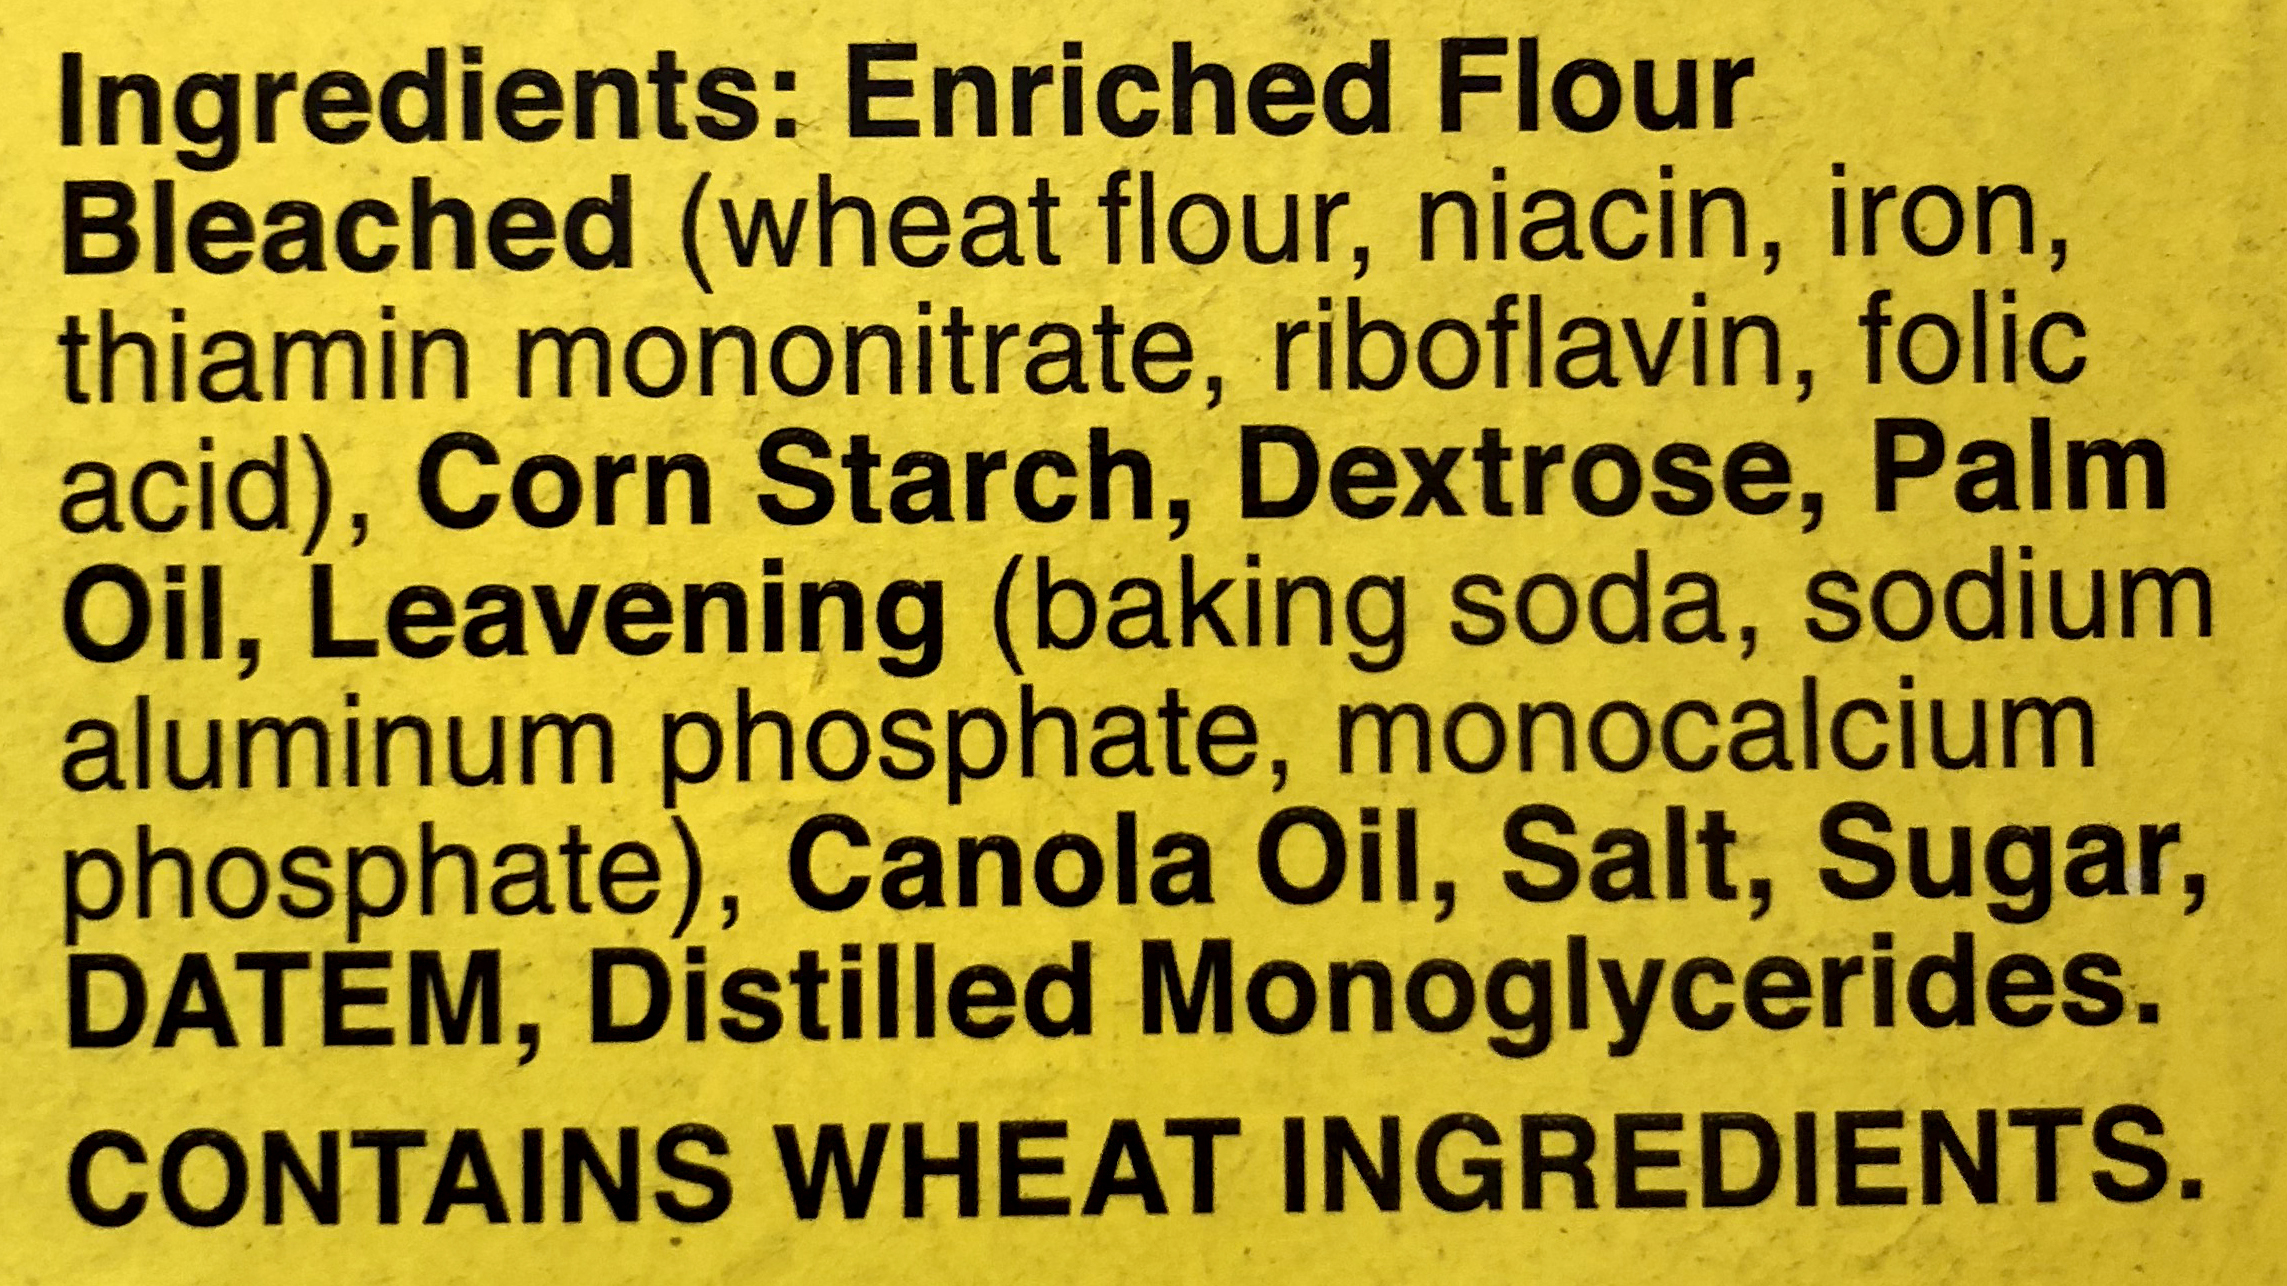 Ingredients: Enriched Flour
Bleached (wheat flour, niacin, iron,
thiamin mononitrate, riboflavin, folic
acid), Corn Starch, Dextrose, Palm
Oil, Leavening (baking soda, sodium
aluminum phosphate, monocalcium
phosphate), Canola Oil, Salt, Sugar,
DATEM, Distilled Monoglycerides.
CONTAINS WHEAT INGREDIENTS.